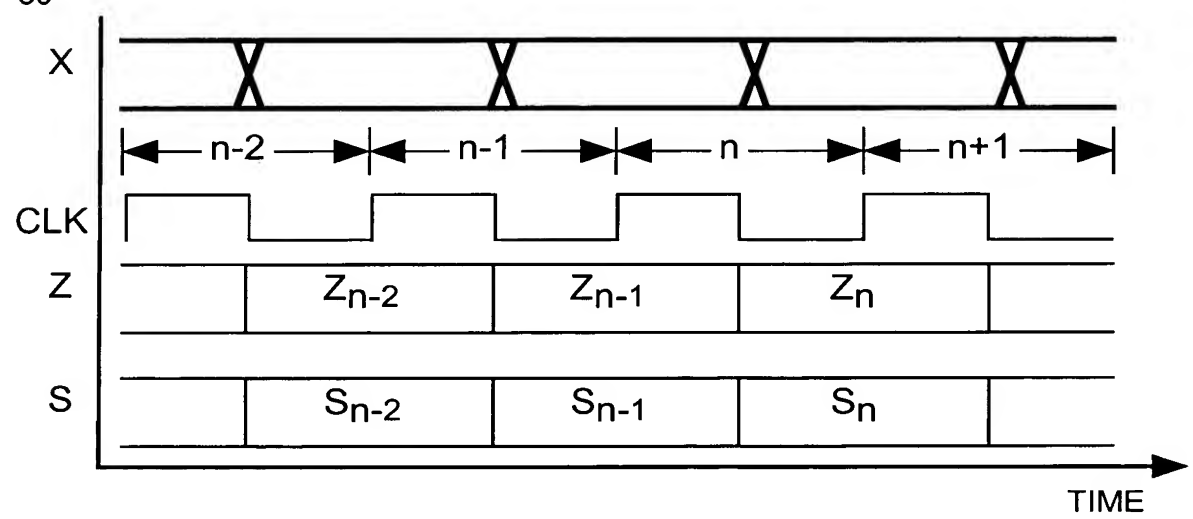 X
n-2 n-1 n n+1
CLK
Z Zn-2 Zn-1 Zn
S Sn-2 Sn-1 Sn
TIME